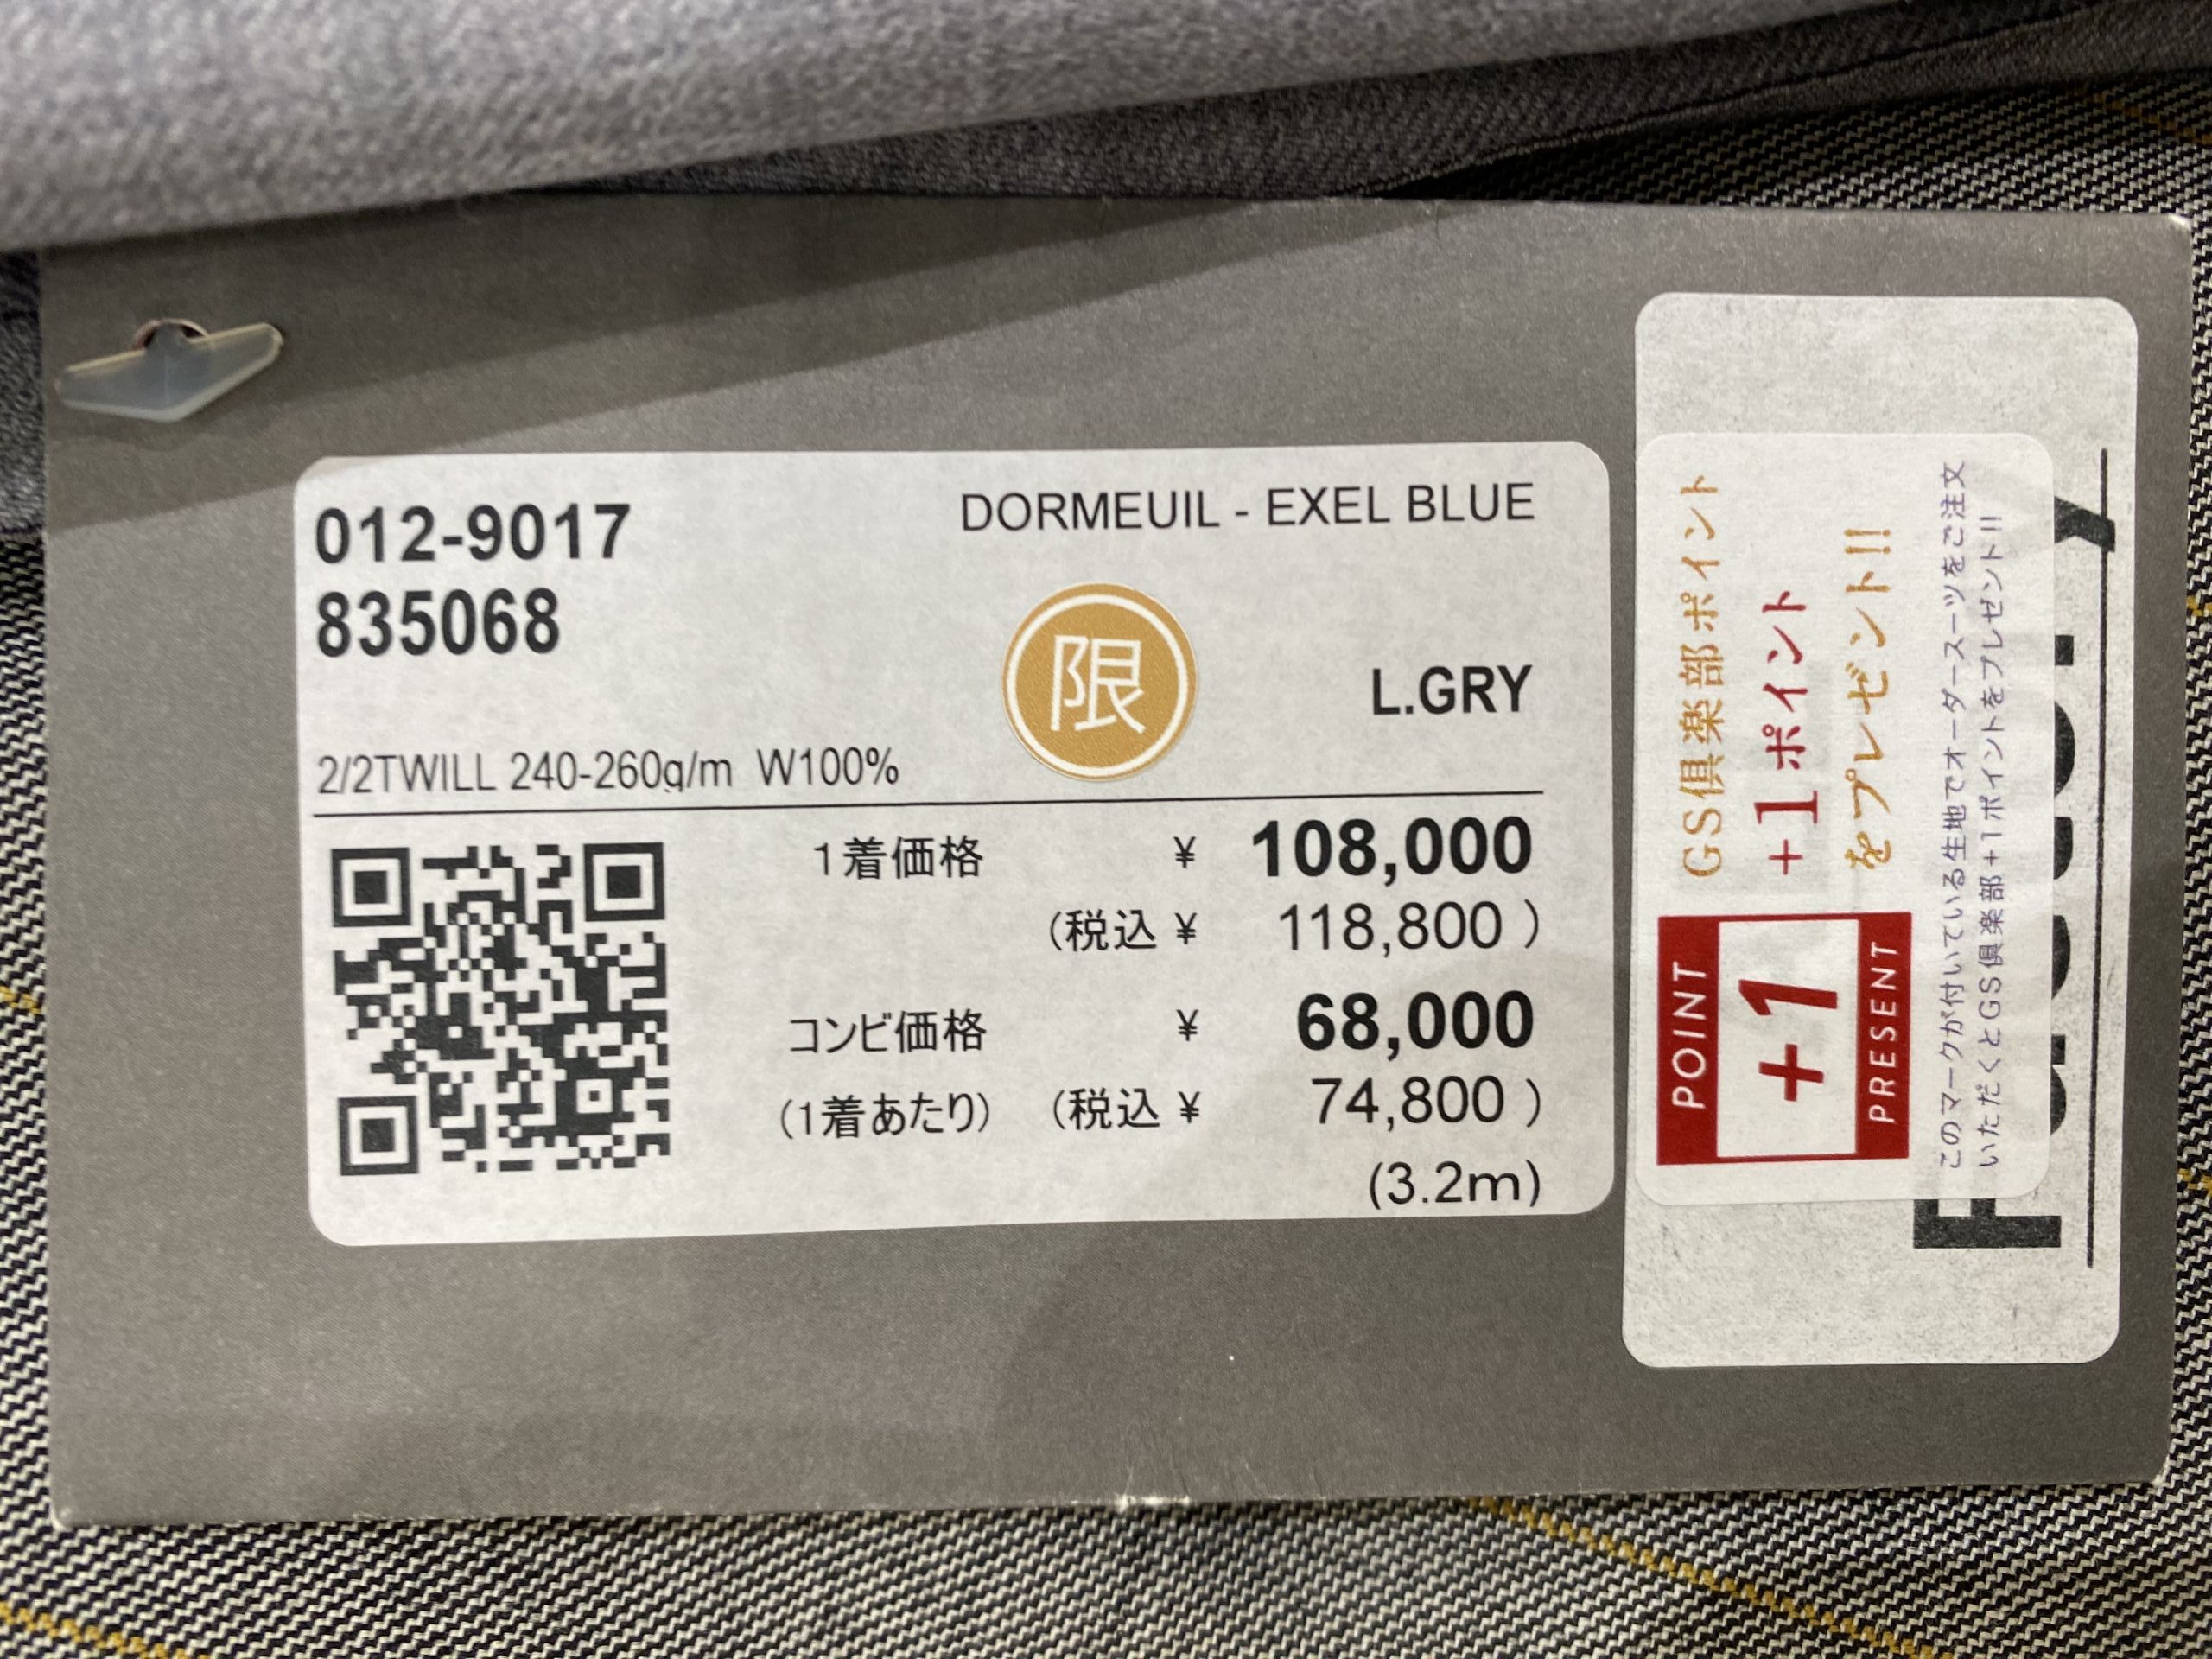 012-9017
835068
DORMEUIL - EXEL BLUE
限
L.GRY
2/2TWILL 240-260g/m W100%
1着価格 ¥ 108,000
(税込 ¥ 118,800 )
コンビ価格 ¥ 68,000
(1着あたり) (税込 ¥ 74,800 )
(3.2m)
POINT
+1
PRESENT
GS倶楽部ポイント
+1ポイント
をプレゼント!!
このマークが付いている生地でオーダースーツをご注文
いただくとGS倶楽部+1ポイントをプレゼント!!